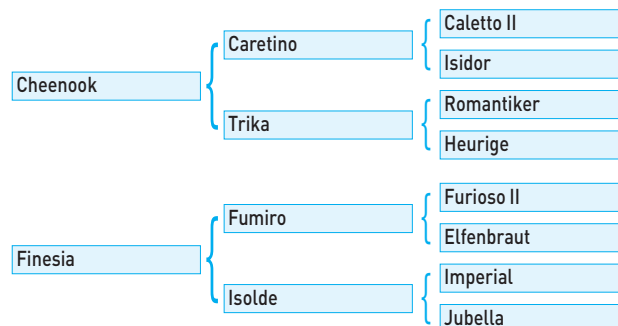 Cheenook
Caretino
Caletto II
Isidor
Trika
Romantiker
Heurige
Finesia
Fumiro
Furioso II
Elfenbraut
Isolde
Imperial
Jubella